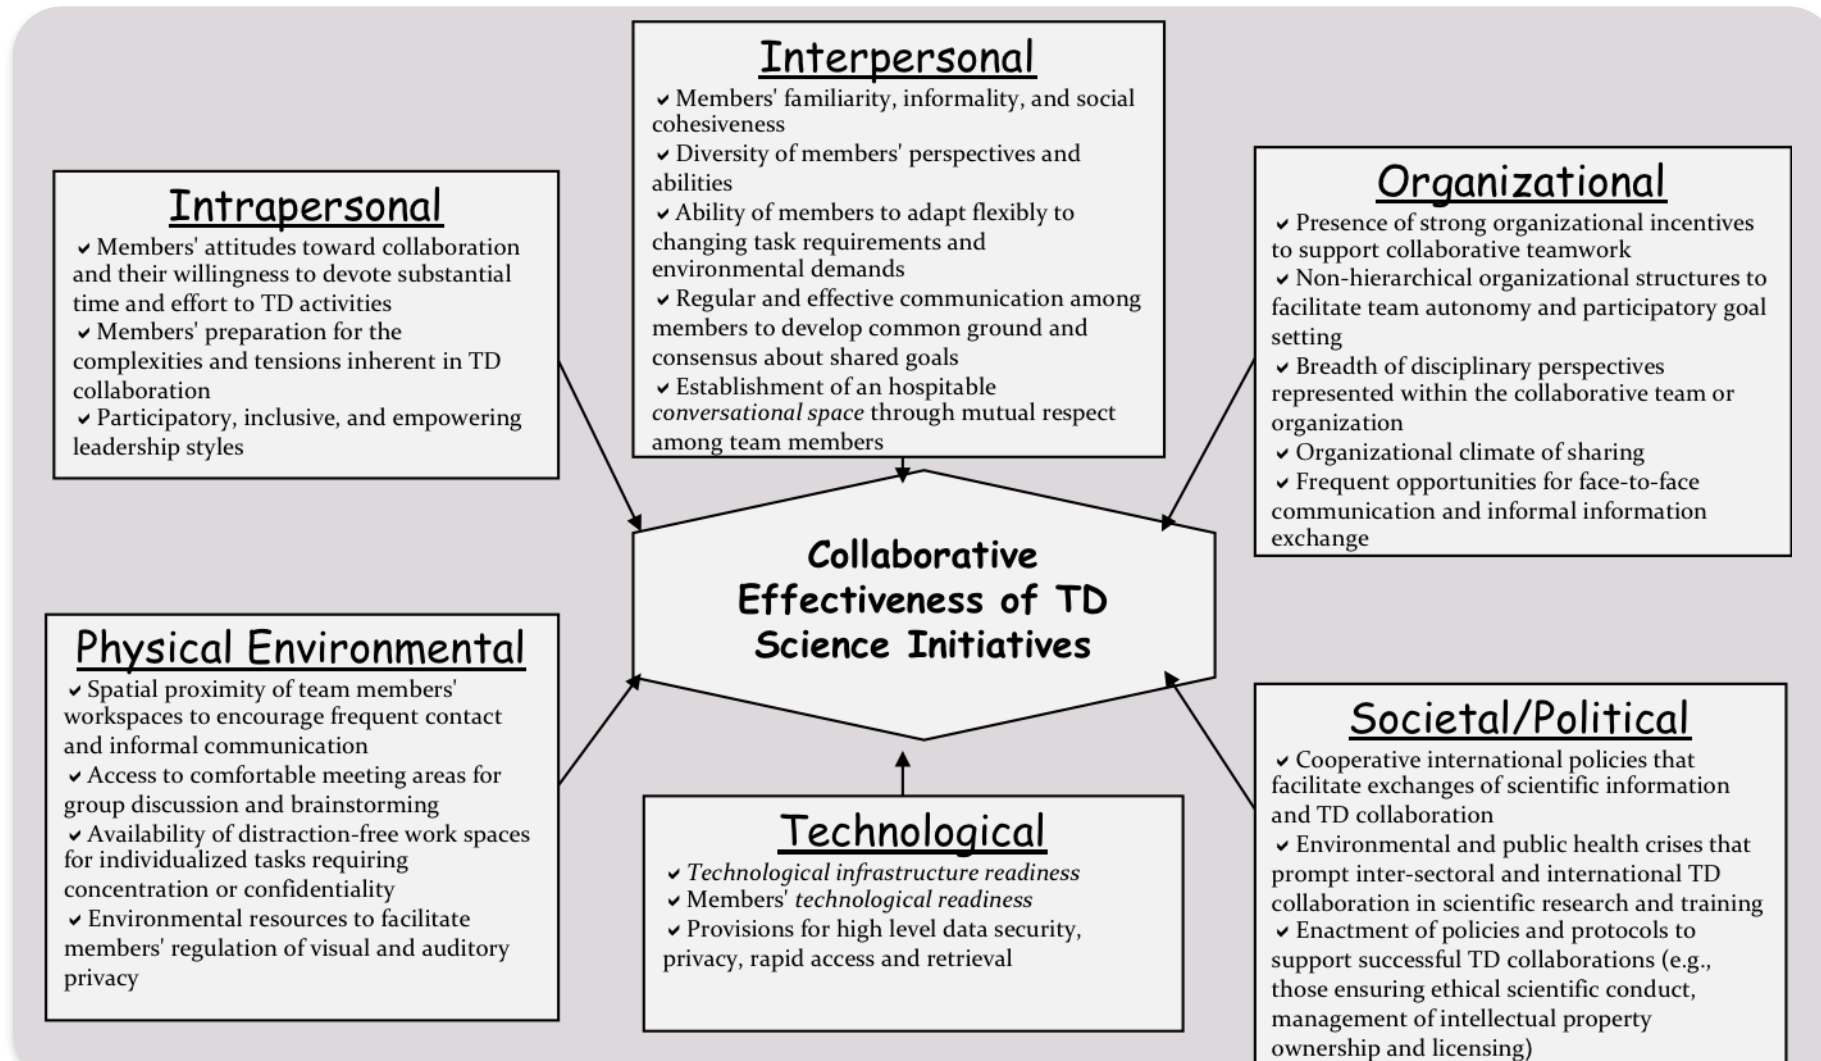 Interpersonal
✔ Members' familiarity, informality, and social
cohesiveness
✔ Diversity of members' perspectives and
abilities
✔ Ability of members to adapt flexibly to
changing task requirements and
environmental demands
✔ Regular and effective communication among
members to develop common ground and
consensus about shared goals
✔ Establishment of an hospitable
conversational space through mutual respect
among team members
Intrapersonal
✔ Members' attitudes toward collaboration
and their willingness to devote substantial
time and effort to TD activities
✔ Members' preparation for the
complexities and tensions inherent in TD
collaboration
✔ Participatory, inclusive, and empowering
leadership styles
Organizational
✔ Presence of strong organizational incentives
to support collaborative teamwork
✔ Non-hierarchical organizational structures to
facilitate team autonomy and participatory goal
setting
✔ Breadth of disciplinary perspectives
represented within the collaborative team or
organization
✔ Organizational climate of sharing
✔ Frequent opportunities for face-to-face
communication and informal information
exchange
Collaborative
Effectiveness of TD
Science Initiatives
Physical Environmental
✔ Spatial proximity of team members'
workspaces to encourage frequent contact
and informal communication
✔ Access to comfortable meeting areas for
group discussion and brainstorming
✔ Availability of distraction-free work spaces
for individualized tasks requiring
concentration or confidentiality
✔ Environmental resources to facilitate
members' regulation of visual and auditory
privacy
Technological
✔ Technological infrastructure readiness
✔ Members' technological readiness
✔ Provisions for high level data security,
privacy, rapid access and retrieval
Societal/Political
✔ Cooperative international policies that
facilitate exchanges of scientific information
and TD collaboration
✔ Environmental and public health crises that
prompt inter-sectoral and international TD
collaboration in scientific research and training
✔ Enactment of policies and protocols to
support successful TD collaborations (e.g.,
those ensuring ethical scientific conduct,
management of intellectual property
ownership and licensing)